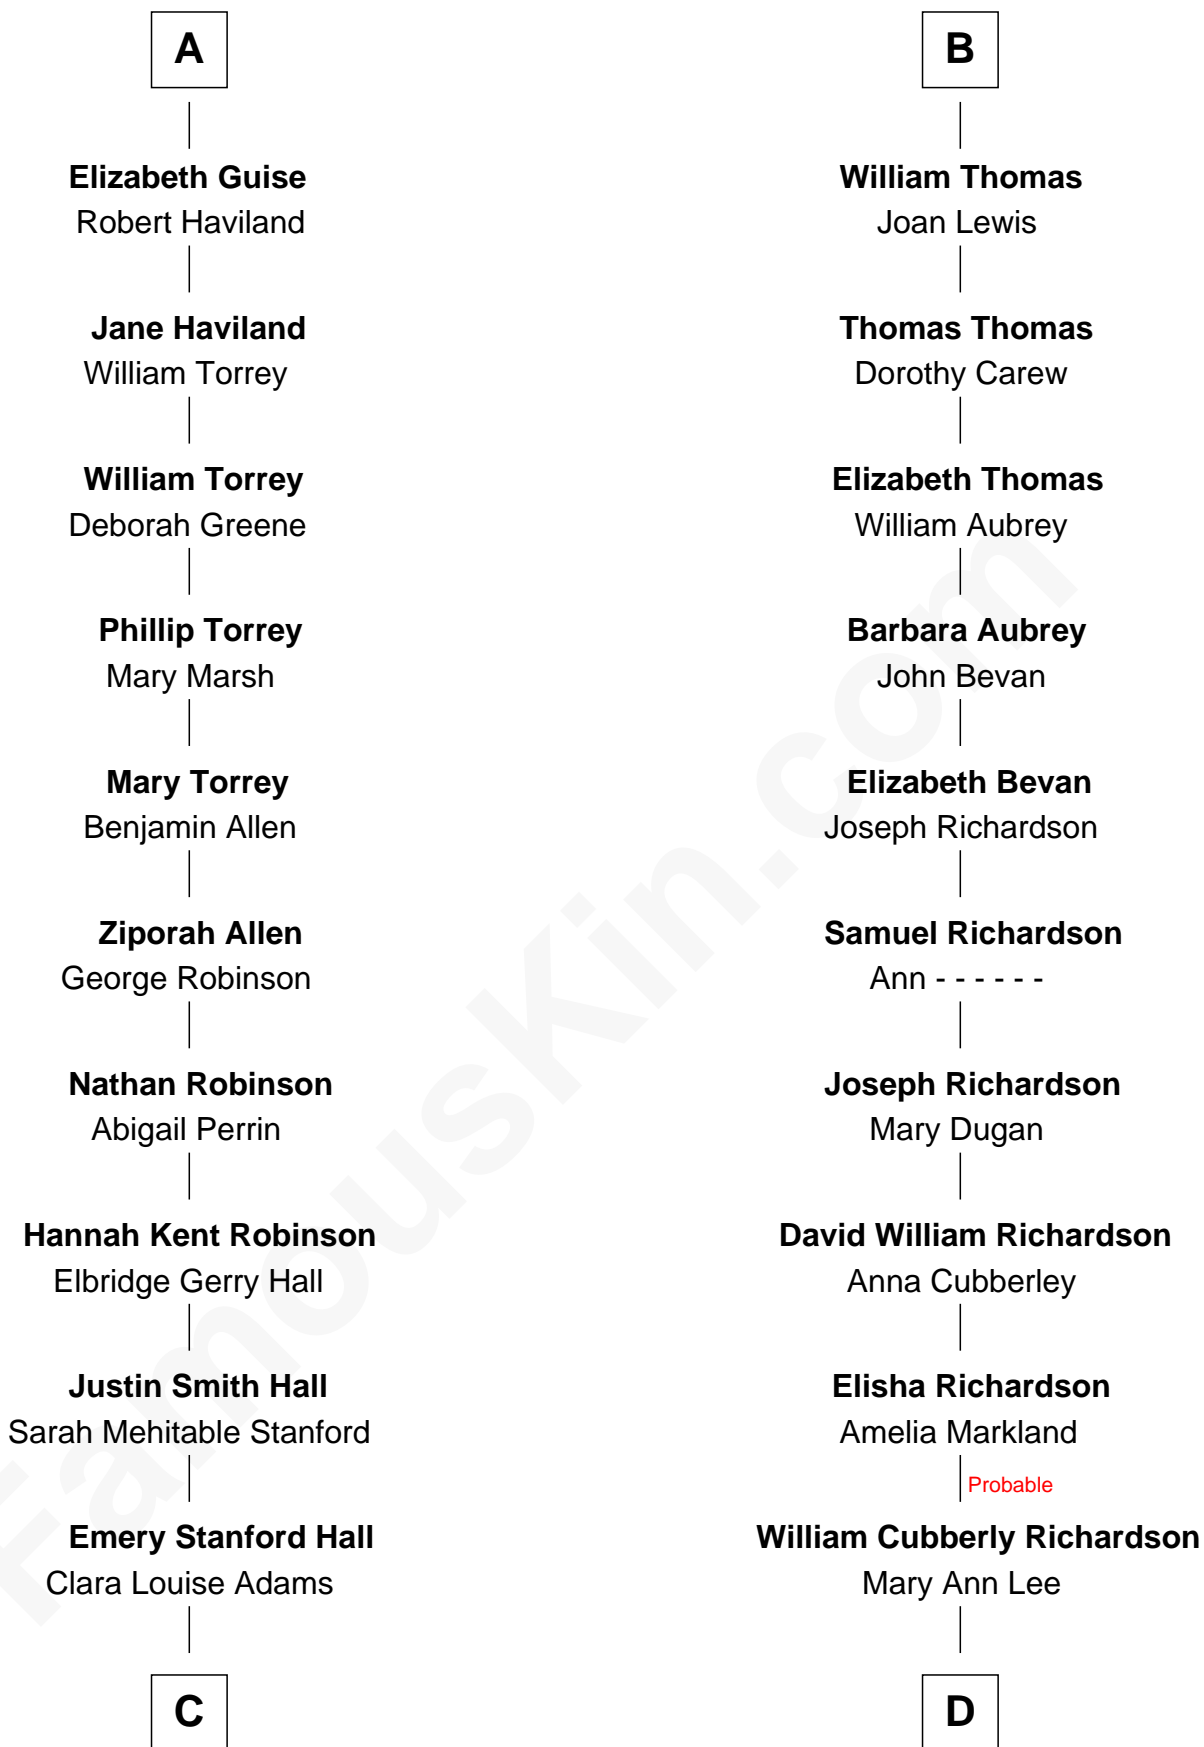 A
Elizabeth Guise
Robert Haviland
Jane Haviland
William Torrey
William Torrey
Deborah Greene
Phillip Torrey
Mary Marsh
Mary Torrey
Benjamin Allen
Ziporah Allen
George Robinson
Nathan Robinson
Abigail Perrin
Hannah Kent Robinson
Elbridge Gerry Hall
Justin Smith Hall
Sarah Mehitable Stanford
Emery Stanford Hall
Clara Louise Adams
C
B
William Thomas
Joan Lewis
Thomas Thomas
Dorothy Carew
Elizabeth Thomas
William Aubrey
Barbara Aubrey
John Bevan
Elizabeth Bevan
Joseph Richardson
Samuel Richardson
Ann - - - - - -
Joseph Richardson
Mary Dugan
David William Richardson
Anna Cubberley
Elisha Richardson
Amelia Markland
Probable
William Cubberly Richardson
Mary Ann Lee
D
FamousKin.com